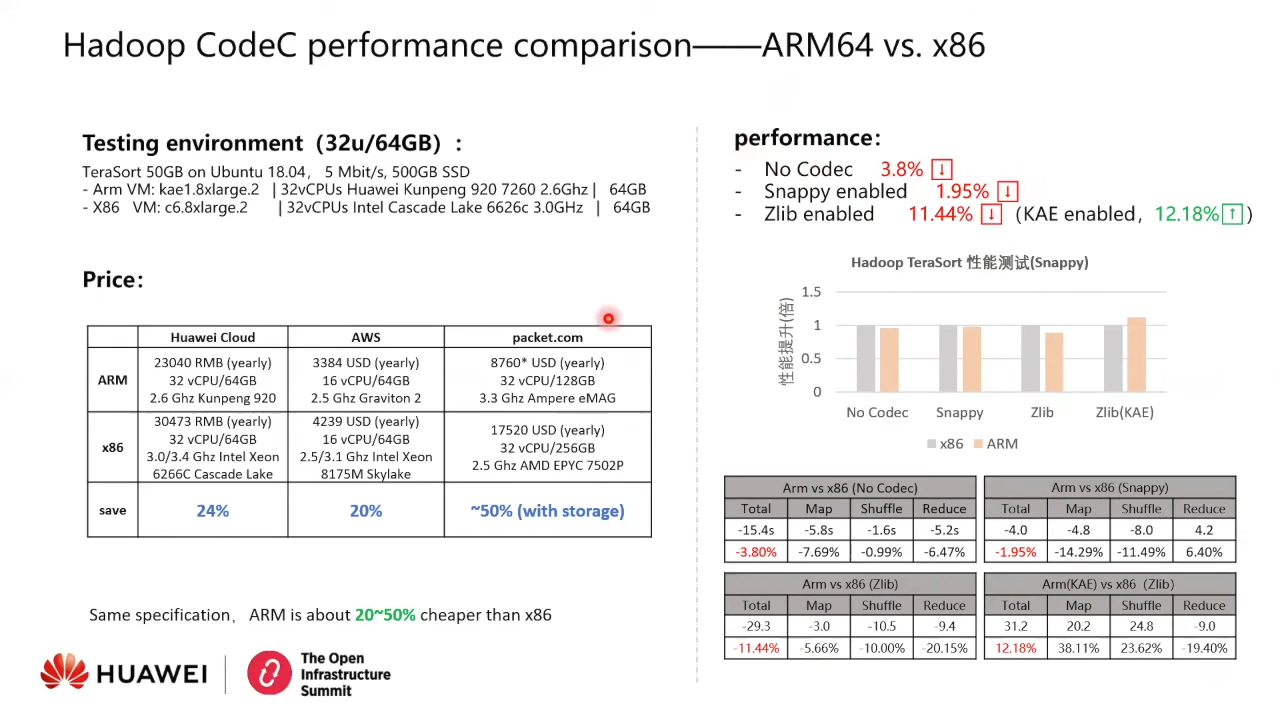 Hadoop CodeC performance comparison——ARM64 vs. x86
Testing environment（32u/64GB）:
TeraSort 50GB on Ubuntu 18.04， 5 Mbit/s, 500GB SSD
- Arm VM: kae1.8xlarge.2 | 32vCPUs Huawei Kunpeng 920 7260 2.6Ghz | 64GB
- X86 VM: c6.8xlarge.2 | 32vCPUs Intel Cascade Lake 6626c 3.0GHz | 64GB
Price：
Huawei Cloud AWS packet.com
ARM
23040 RMB (yearly)
32 vCPU/64GB
2.6 Ghz Kunpeng 920
3384 USD (yearly)
16 vCPU/64GB
2.5 Ghz Graviton 2
8760* USD (yearly)
32 vCPU/128GB
3.3 Ghz Ampere eMAG
x86
30473 RMB (yearly)
32 vCPU/64GB
3.0/3.4 Ghz Intel Xeon
6266C Cascade Lake
4239 USD (yearly)
16 vCPU/64GB
2.5/3.1 Ghz Intel Xeon
8175M Skylake
17520 USD (yearly)
32 vCPU/256GB
2.5 Ghz AMD EPYC 7502P
save 24% 20% ~50% (with storage)
Same specification， ARM is about 20~50% cheaper than x86
HUAWEI
The Open
Infrastructure
Summit
performance：
- No Codec 3.8% ↓
- Snappy enabled 1.95% ↓
- Zlib enabled 11.44% ↓ （KAE enabled，12.18% ↑ ）
Hadoop TeraSort 性能测试(Snappy)
性能提升(倍)
1.5
1
0.5
0
No Codec Snappy Zlib Zlib(KAE)
x86 ARM
Arm vs x86 (No Codec)
Total Map Shuffle Reduce
-15.4s -5.8s -1.6s -5.2s
-3.80% -7.69% -0.99% -6.47%
Arm vs x86 (Snappy)
Total Map Shuffle Reduce
-4.0 -4.8 -8.0 4.2
-1.95% -14.29% -11.49% 6.40%
Arm vs x86 (Zlib)
Total Map Shuffle Reduce
-29.3 -3.0 -10.5 -9.4
-11.44% -5.66% -10.00% -20.15%
Arm(KAE) vs x86（Zlib）
Total Map Shuffle Reduce
31.2 20.2 24.8 -9.0
12.18% 38.11% 23.62% -19.40%